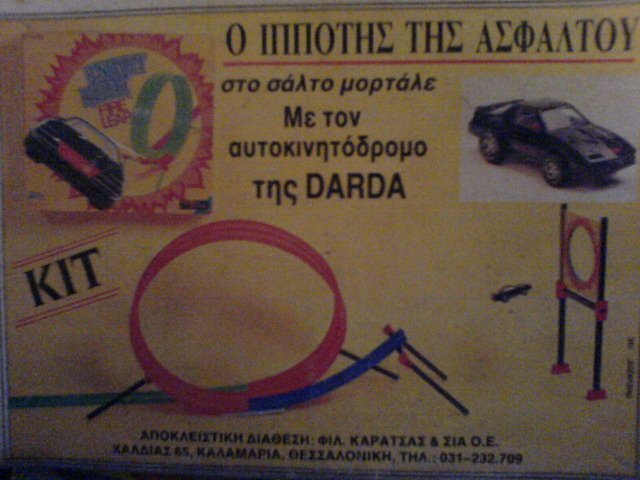 Ο ΙΠΠΟΤΗΣ ΤΗΣ ΑΣΦΑΛΤΟΥ
στο σάλτο μορτάλε
Με τον
αυτοκινητόδρομο
της DARDA
ΚΙΤ
ΑΠΟΚΛΕΙΣΤΙΚΗ ΔΙΑΘΕΣΗ: ΦΙΛ. ΚΑΡΑΤΣΑΣ & ΣΙΑ Ο.Ε.
ΧΑΛΔΙΑΣ 65, ΚΑΛΑΜΑΡΙΑ, ΘΕΣΣΑΛΟΝΙΚΗ, ΤΗΛ.: 031-232.709